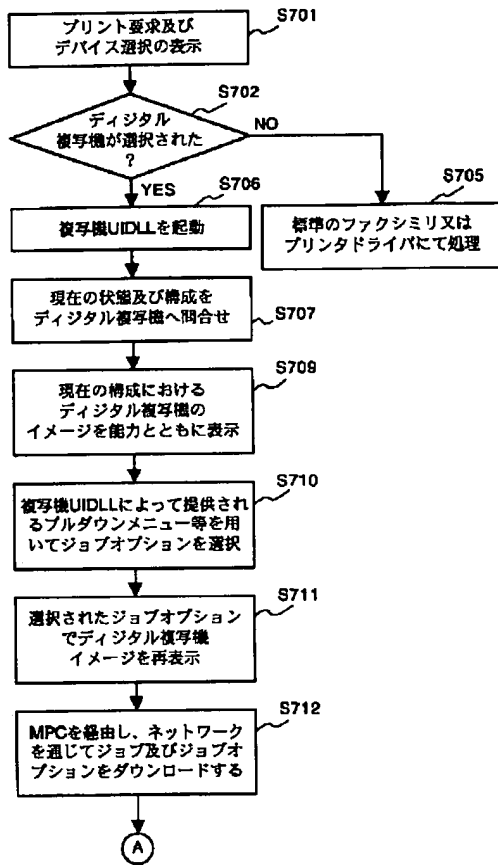 S701
プリント要求及び
デバイス選択の表示
S702
ディジタル
複写機が選択された
?
NO
YES
S706
複写機UIDLLを起動
S705
標準のファクシミリ又は
プリンタドライバにて処理
現在の状態及び構成を
ディジタル複写機へ問合せ
S707
S709
現在の構成における
ディジタル複写機の
イメージを能力とともに表示
S710
複写機UIDLLによって提供され
るプルダウンメニュー等を用
いてジョブオプションを選択
S711
選択されたジョブオプション
でディジタル複写機
イメージを再表示
S712
MPCを経由し、ネットワーク
を通じてジョブ及びジョブオ
プションをダウンロードする
A